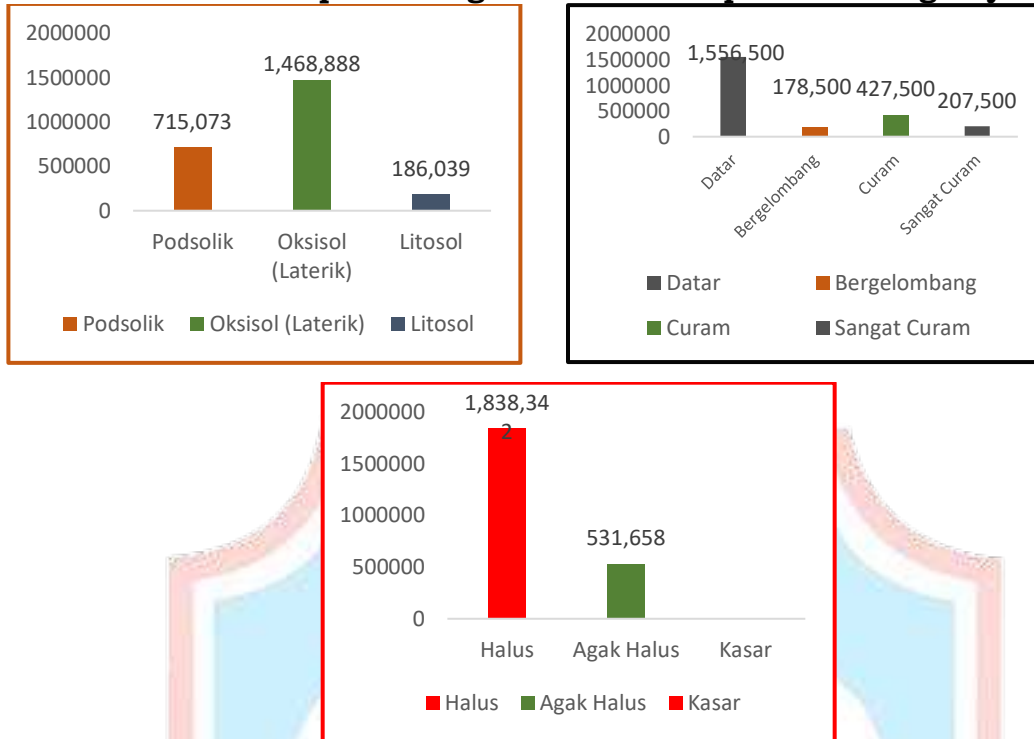 2000000
1500000
1000000
500000
0
715,073
1,468,888
186,039
Podsolik
Oksisol
(Laterik)
Litosol
Podsolik Oksisol (Laterik) Litosol
2000000
1500000
1000000
500000
0
1,556,500
178,500
427,500
207,500
Datar
Bergelombang
Curam
Sangat Curam
Datar Bergelombang
Curam Sangat Curam
2000000
1500000
1000000
500000
0
1,838,34
2
531,658
Halus Agak Halus Kasar
Halus Agak Halus Kasar